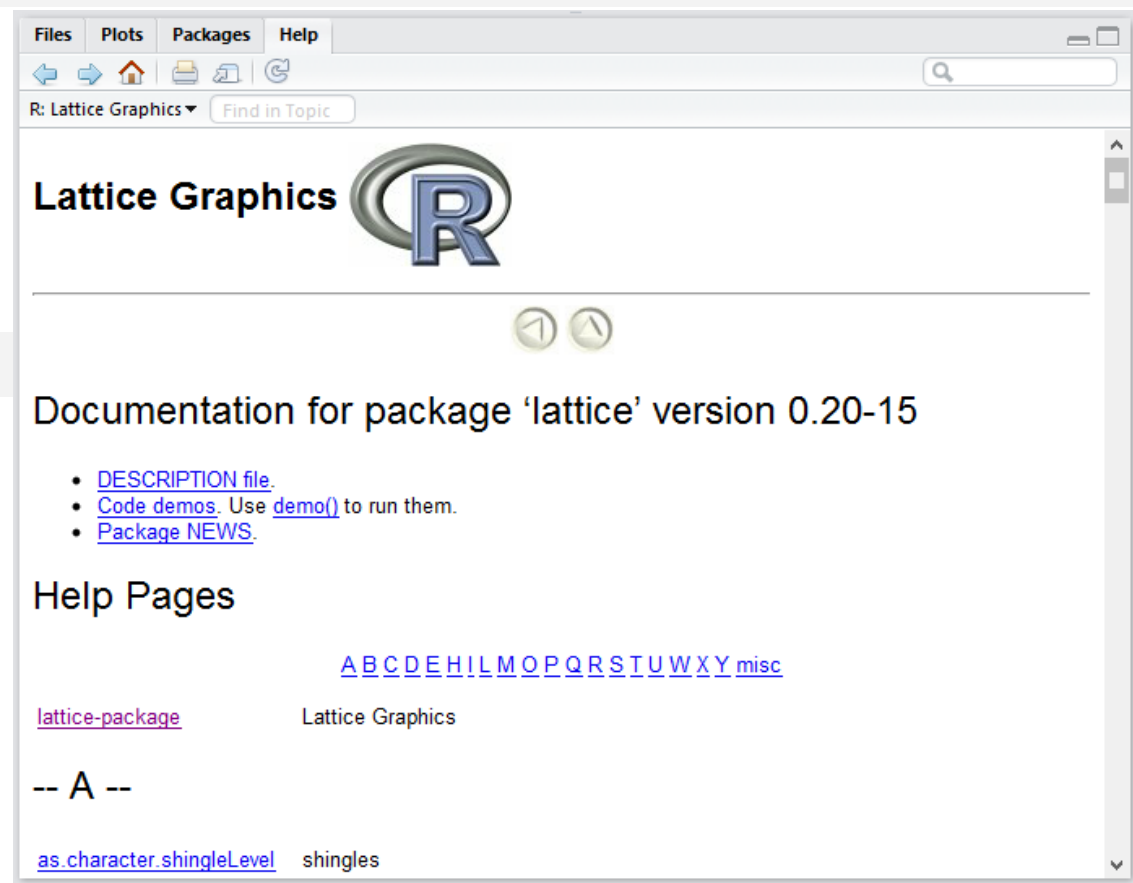 Files Plots Packages Help
R: Lattice Graphics Find in Topic
Lattice Graphics R
Documentation for package ‘lattice’ version 0.20-15
• DESCRIPTION file.
• Code demos. Use demo() to run them.
• Package NEWS.
Help Pages
A B C D E H I L M O P Q R S T U W X Y misc
lattice-package Lattice Graphics
-- A --
as.character.shingleLevel shingles